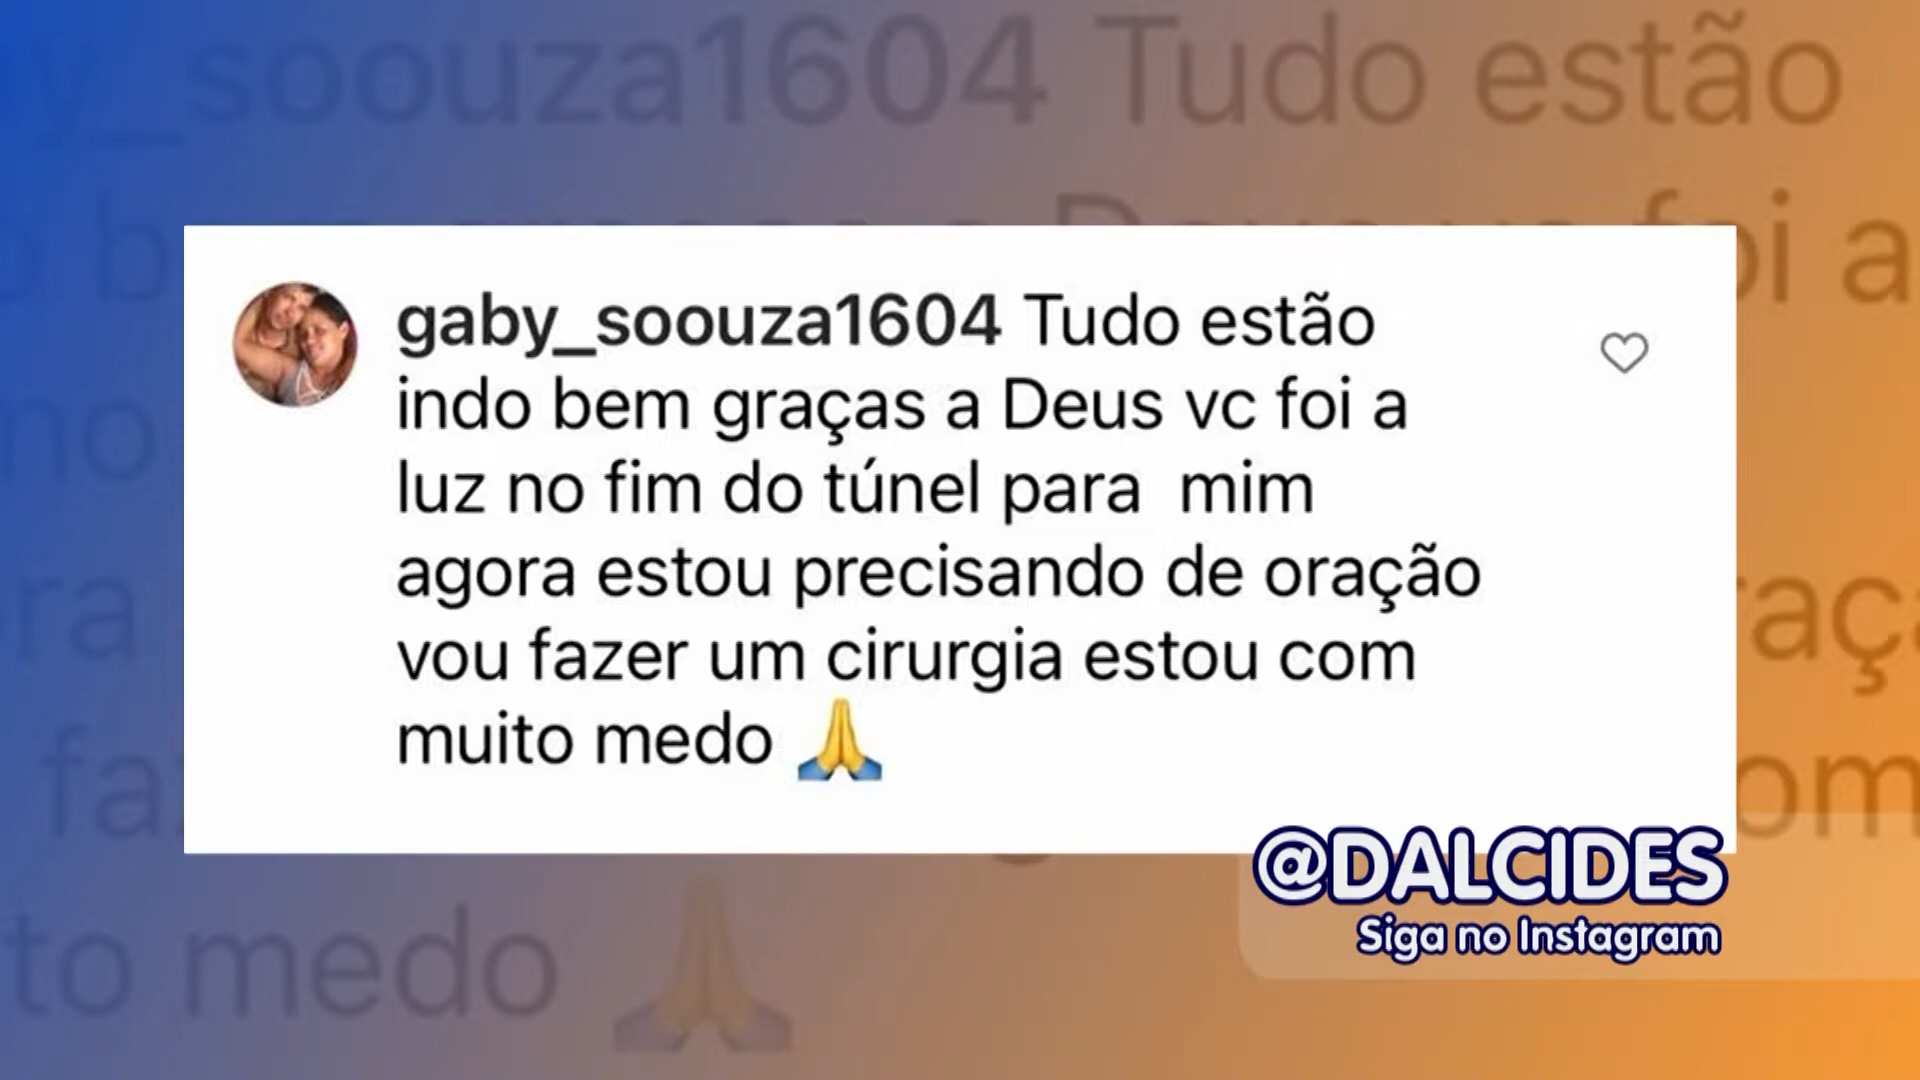 gaby_soouza1604 Tudo estão
indo bem graças a Deus vc foi a
luz no fim do túnel para  mim
agora estou precisando de oração
vou fazer um cirurgia estou com
muito medo 🙏
@DALCIDES
Siga no Instagram